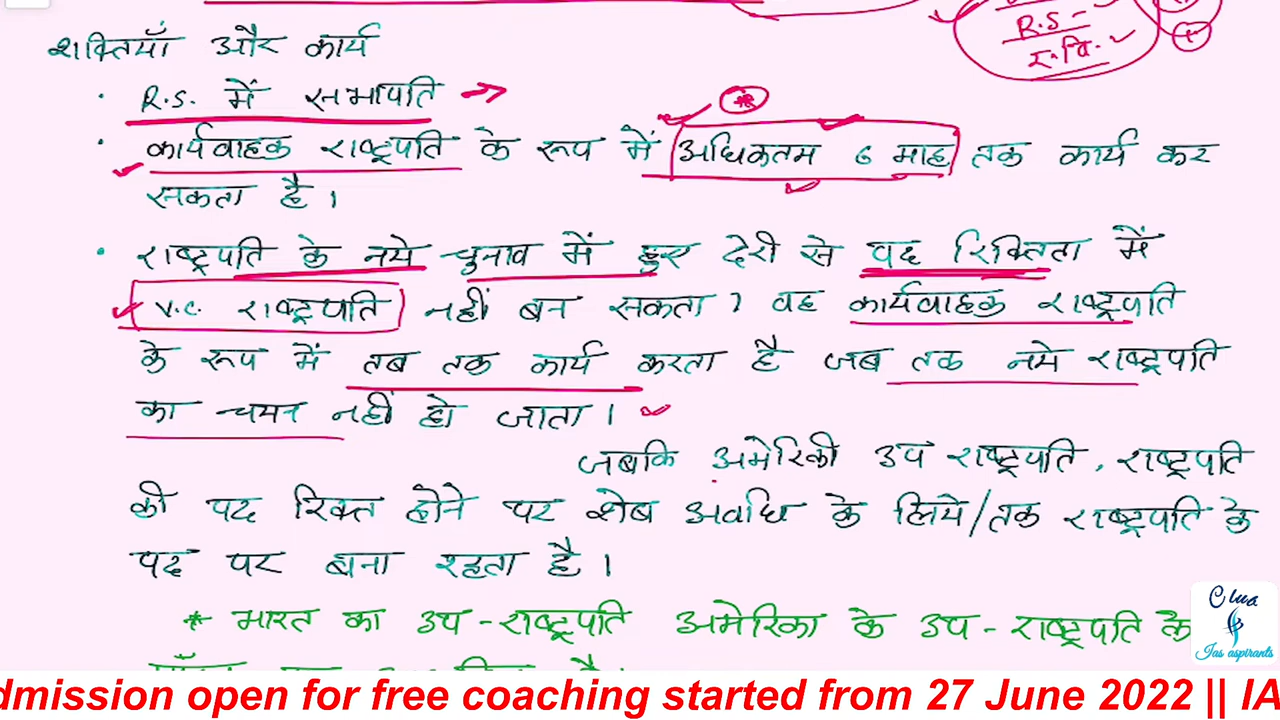 R.S -
रा. वि.
शक्तियाँ और कार्य
· R.S. में सभापति →
· कार्यवाहक राष्ट्रपति के रूप में अधिकतम 6 माह तक कार्य कर
सकता है।
· राष्ट्रपति के नये चुनाव में हुए देरी से पद रिक्तिता में
V.C. राष्ट्रपति नहीं बन सकता, वह कार्यवाहक राष्ट्रपति
के रूप में तब तक कार्य करता है जब तक नये राष्ट्रपति
का चयन नहीं हो जाता।
जबकि अमेरिकी उप राष्ट्रपति, राष्ट्रपति
की पद रिक्त होने पर शेष अवधि के लिये/तक राष्ट्रपति के
पद पर बना रहता है।
* भारत का उप-राष्ट्रपति अमेरिका के उप-राष्ट्रपति के
है।
Clue
Ias aspirants
dmission open for free coaching started from 27 June 2022 || IA